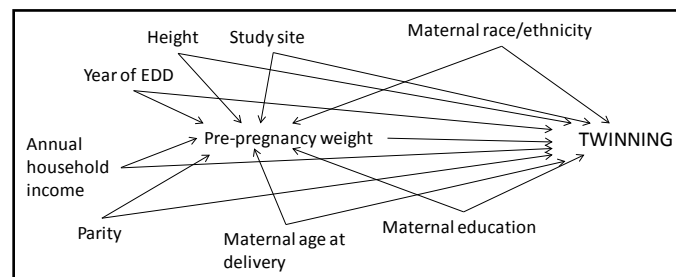 Height
Study site
Maternal race/ethnicity
Year of EDD
Pre-pregnancy weight
TWINNING
Annual
household
income
Parity
Maternal age at
delivery
Maternal education